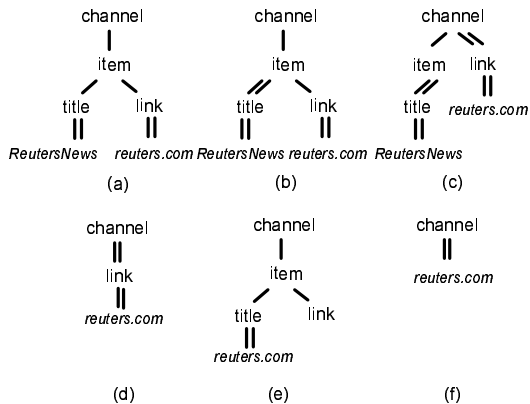 channel channel channel
item item item link
title link title link title reuters.com
ReutersNews reuters.com ReutersNews reuters.com ReutersNews
(a) (b) (c)
channel channel channel
link item reuters.com
reuters.com title link
reuters.com
(d) (e) (f)